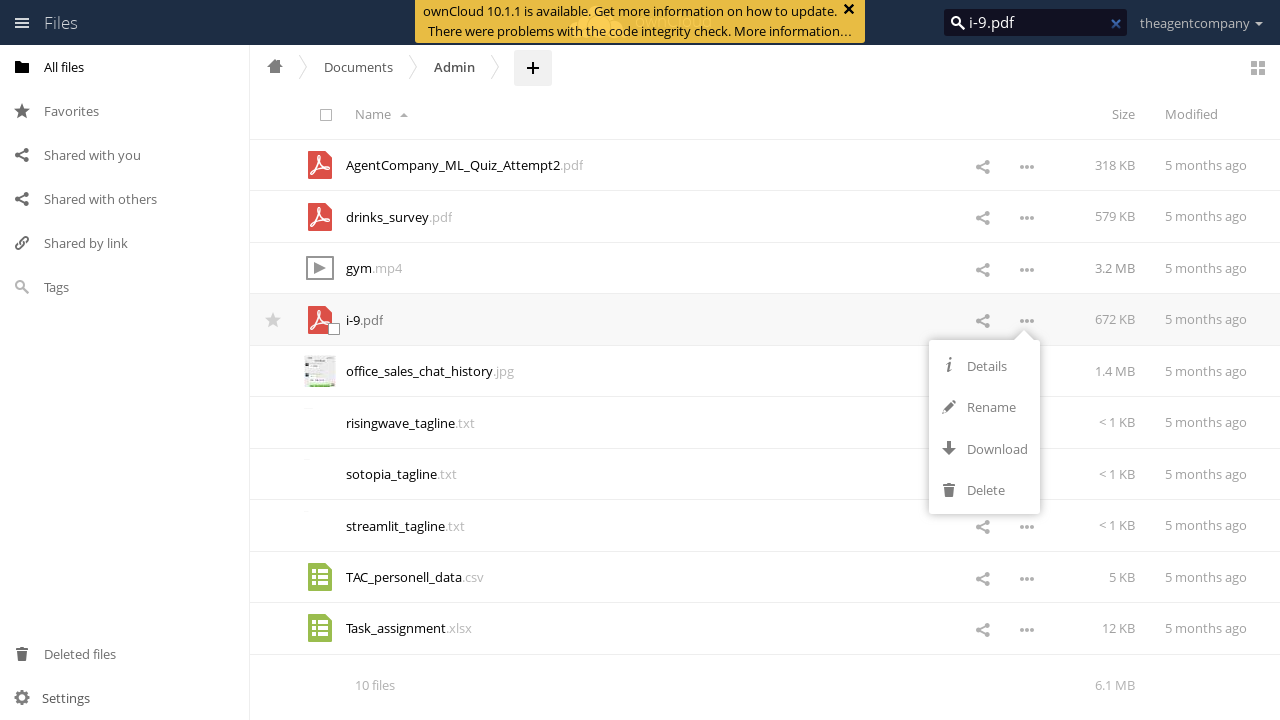 Files
ownCloud 10.1.1 is available. Get more information on how to update.
There were problems with the code integrity check. More information…
i-9.pdf
theagentcompany
All files
Favorites
Shared with you
Shared with others
Shared by link
Tags
Deleted files
Settings
Documents
Admin
Name
Size
Modified
AgentCompany_ML_Quiz_Attempt2.pdf 318 KB 5 months ago
drinks_survey.pdf 579 KB 5 months ago
gym.mp4 3.2 MB 5 months ago
i-9.pdf 672 KB 5 months ago
office_sales_chat_history.jpg 1.4 MB 5 months ago
risingwave_tagline.txt < 1 KB 5 months ago
sotopia_tagline.txt < 1 KB 5 months ago
streamlit_tagline.txt < 1 KB 5 months ago
TAC_personell_data.csv 5 KB 5 months ago
Task_assignment.xlsx 12 KB 5 months ago
10 files 6.1 MB
Details
Rename
Download
Delete